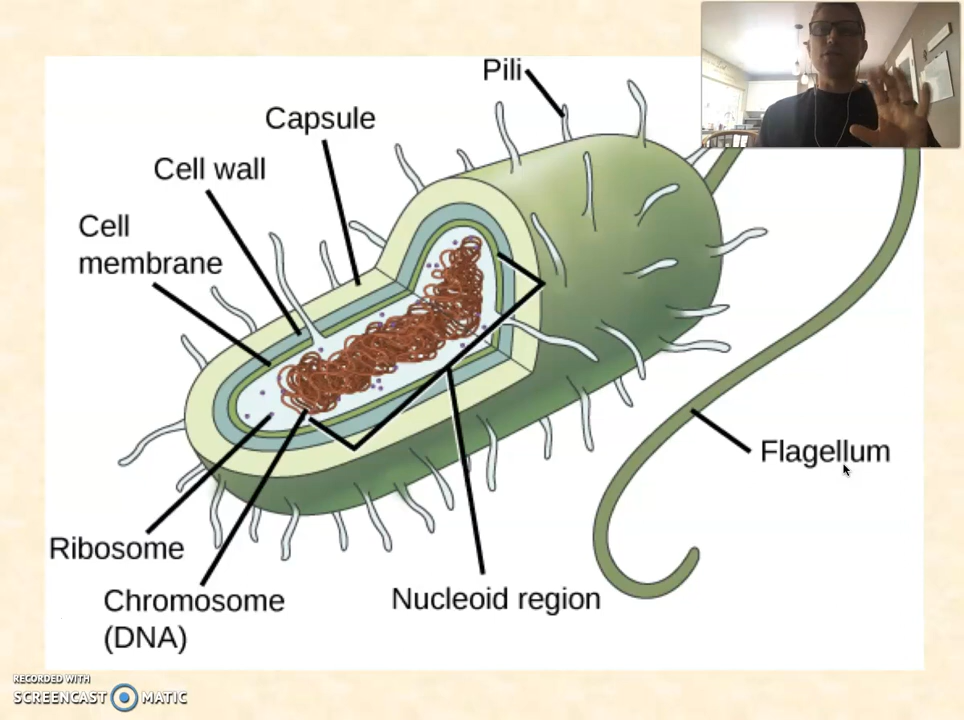 Pili
Capsule
Cell wall
Cell
membrane
Flagellum
Ribosome
Chromosome
(DNA)
Nucleoid region
RECORDED WITH
SCREENCAST MATIC